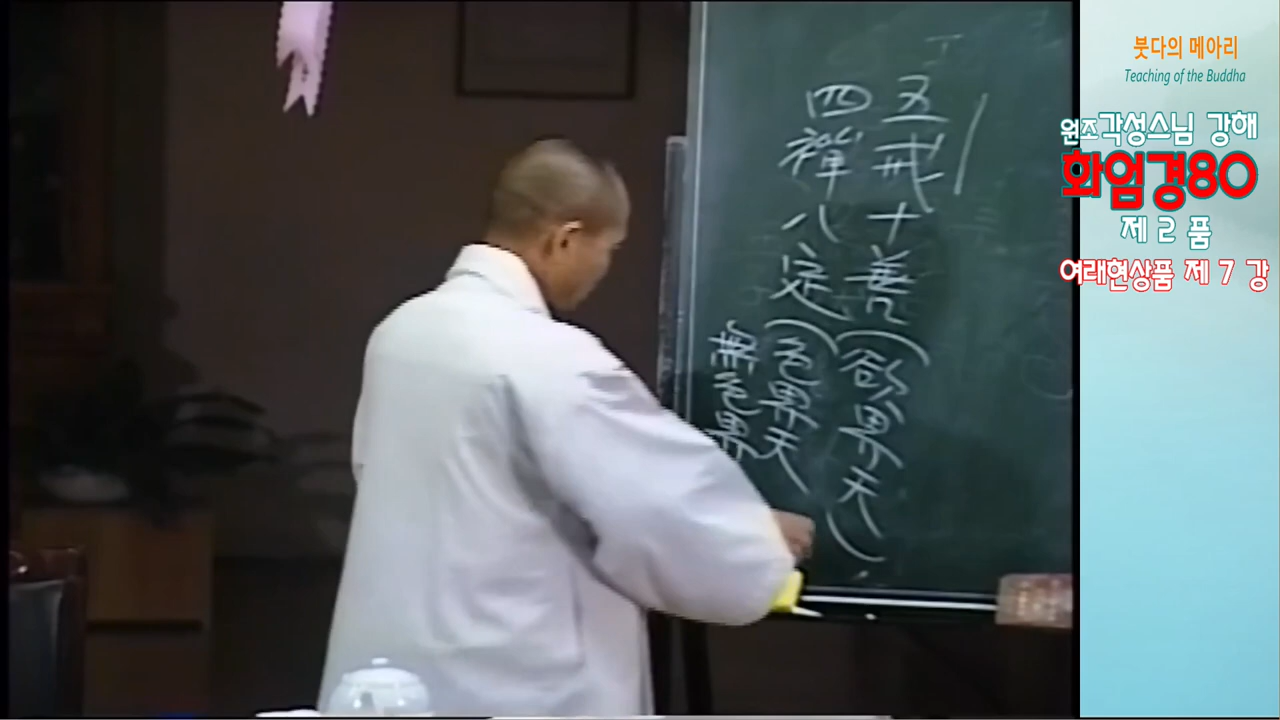 五戒十善(欲界天)
四禪八定(色界天
無色界
붓다의 메아리
Teaching of the Buddha
원조각성스님 강해
화엄경80
제2품
여래현상품 제 7 강